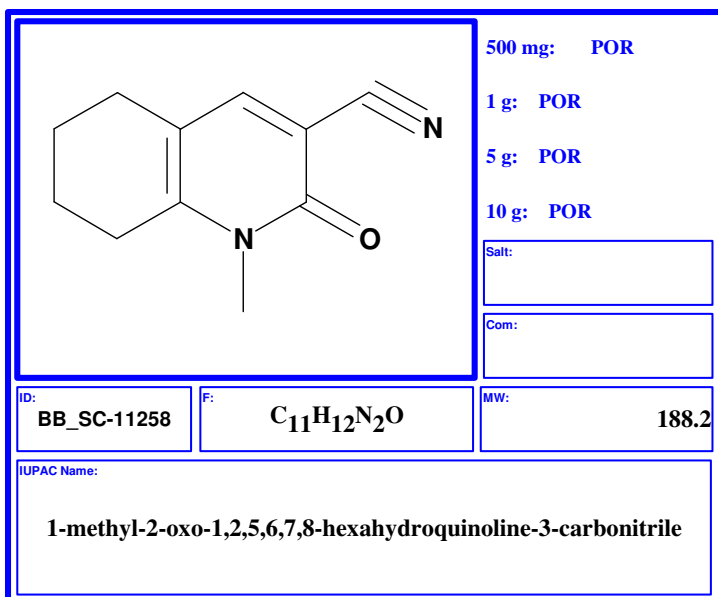 500 mg: POR
1 g: POR
5 g: POR
10 g: POR
N
N
O
Salt:
Com:
ID:
BB_SC-11258
F:
C11H12N2O
MW:
188.2
IUPAC Name:
1-methyl-2-oxo-1,2,5,6,7,8-hexahydroquinoline-3-carbonitrile